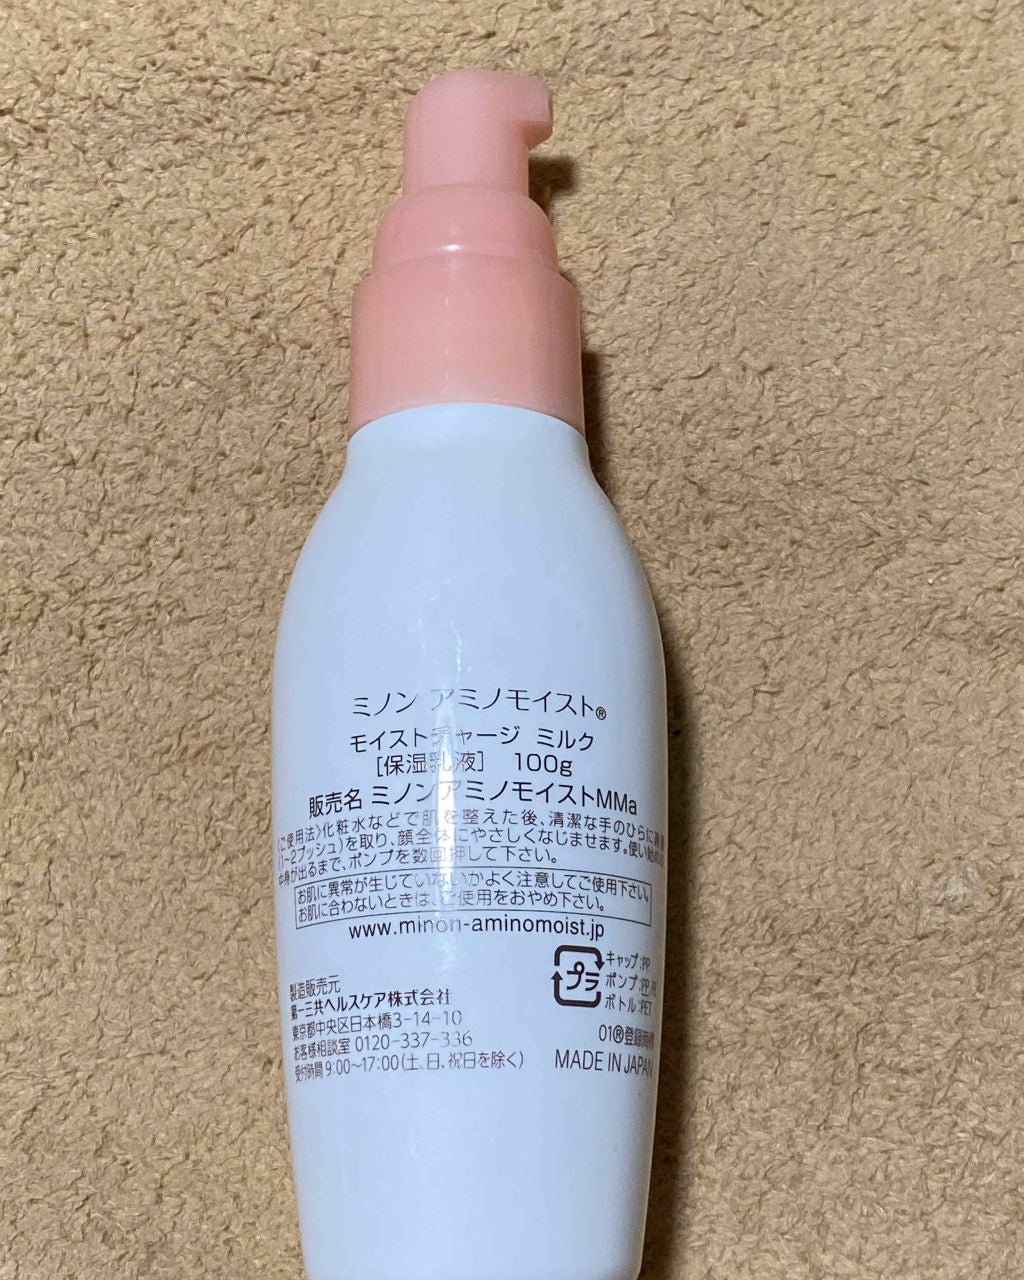 ミノン アミノモイスト®
モイストチャージ ミルク
[保湿乳液] 100g
販売名 ミノンアミノモイストMMa
〈ご使用法〉化粧水などで肌を整えた後、清潔な手のひらに適量
(1~2プッシュ)を取り、顔全体にやさしくなじませます。使い始めは
中身が出るまで、ポンプを数回押して下さい。
お肌に異常が生じていないかよく注意してご使用下さい。
お肌に合わないときは、ご使用をおやめ下さい。
www.minon-aminomoist.jp
プラ
キャップ:PP
ポンプ:PP,
ボトル:PET
製造販売元
第一三共ヘルスケア株式会社
東京都中央区日本橋3-14-10
お客様相談室 0120-337-336
受付時間 9:00~17:00(土、日、祝日を除く)
01®登録商標
MADE IN JAPAN